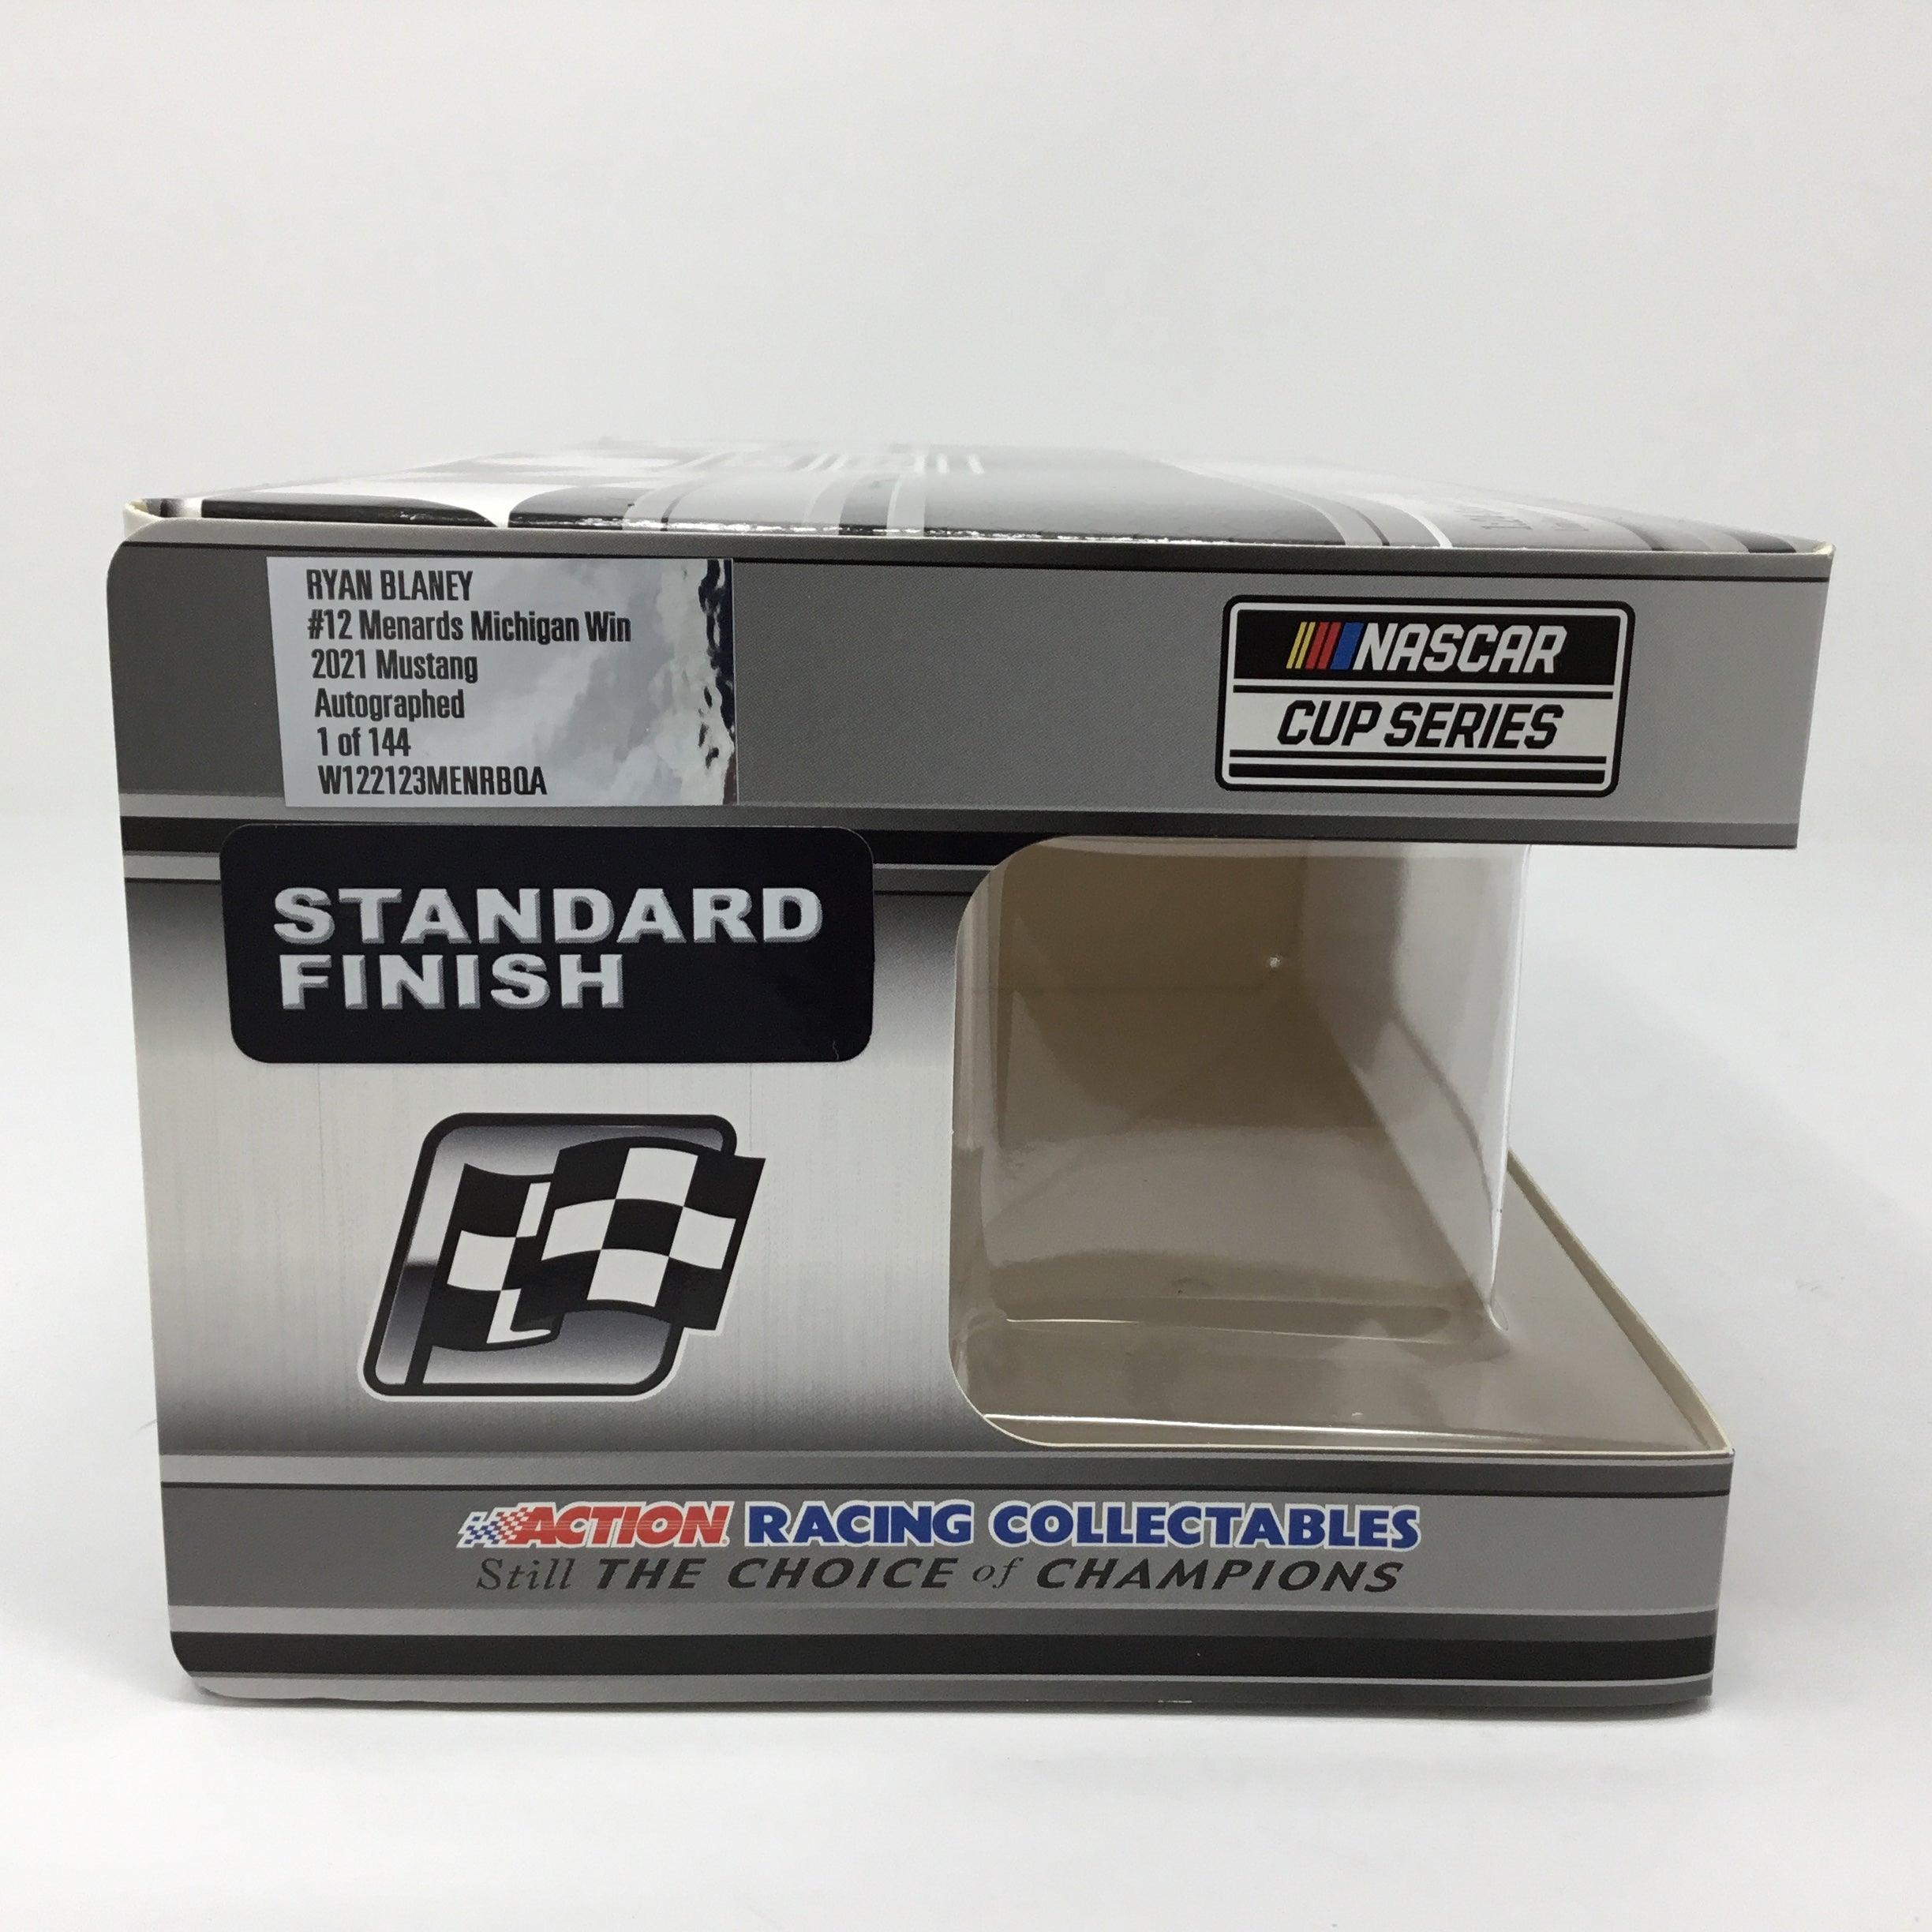 RYAN BLANEY
#12 Menards Michigan Win
2021 Mustang
Autographed
1 of 144
W122123MENRBQA
NASCAR
CUP SERIES
STANDARD
FINISH
ACTION RACING COLLECTABLES
Still THE CHOICE of CHAMPIONS